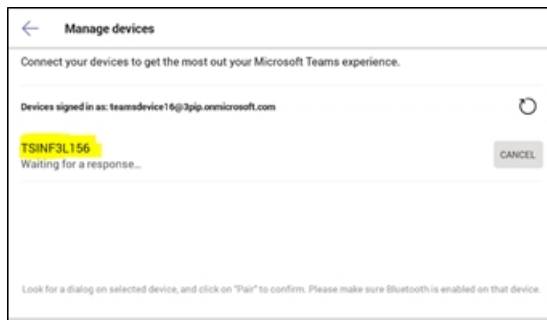 Manage devices
Connect your devices to get the most out your Microsoft Teams experience.
Devices signed in as: teamsdevice16@3pip.onmicrosoft.com
TSINF3L156
Waiting for a response...
CANCEL
Look for a dialog on selected device, and click on "Pair" to confirm. Please make sure Bluetooth is enabled on that device.